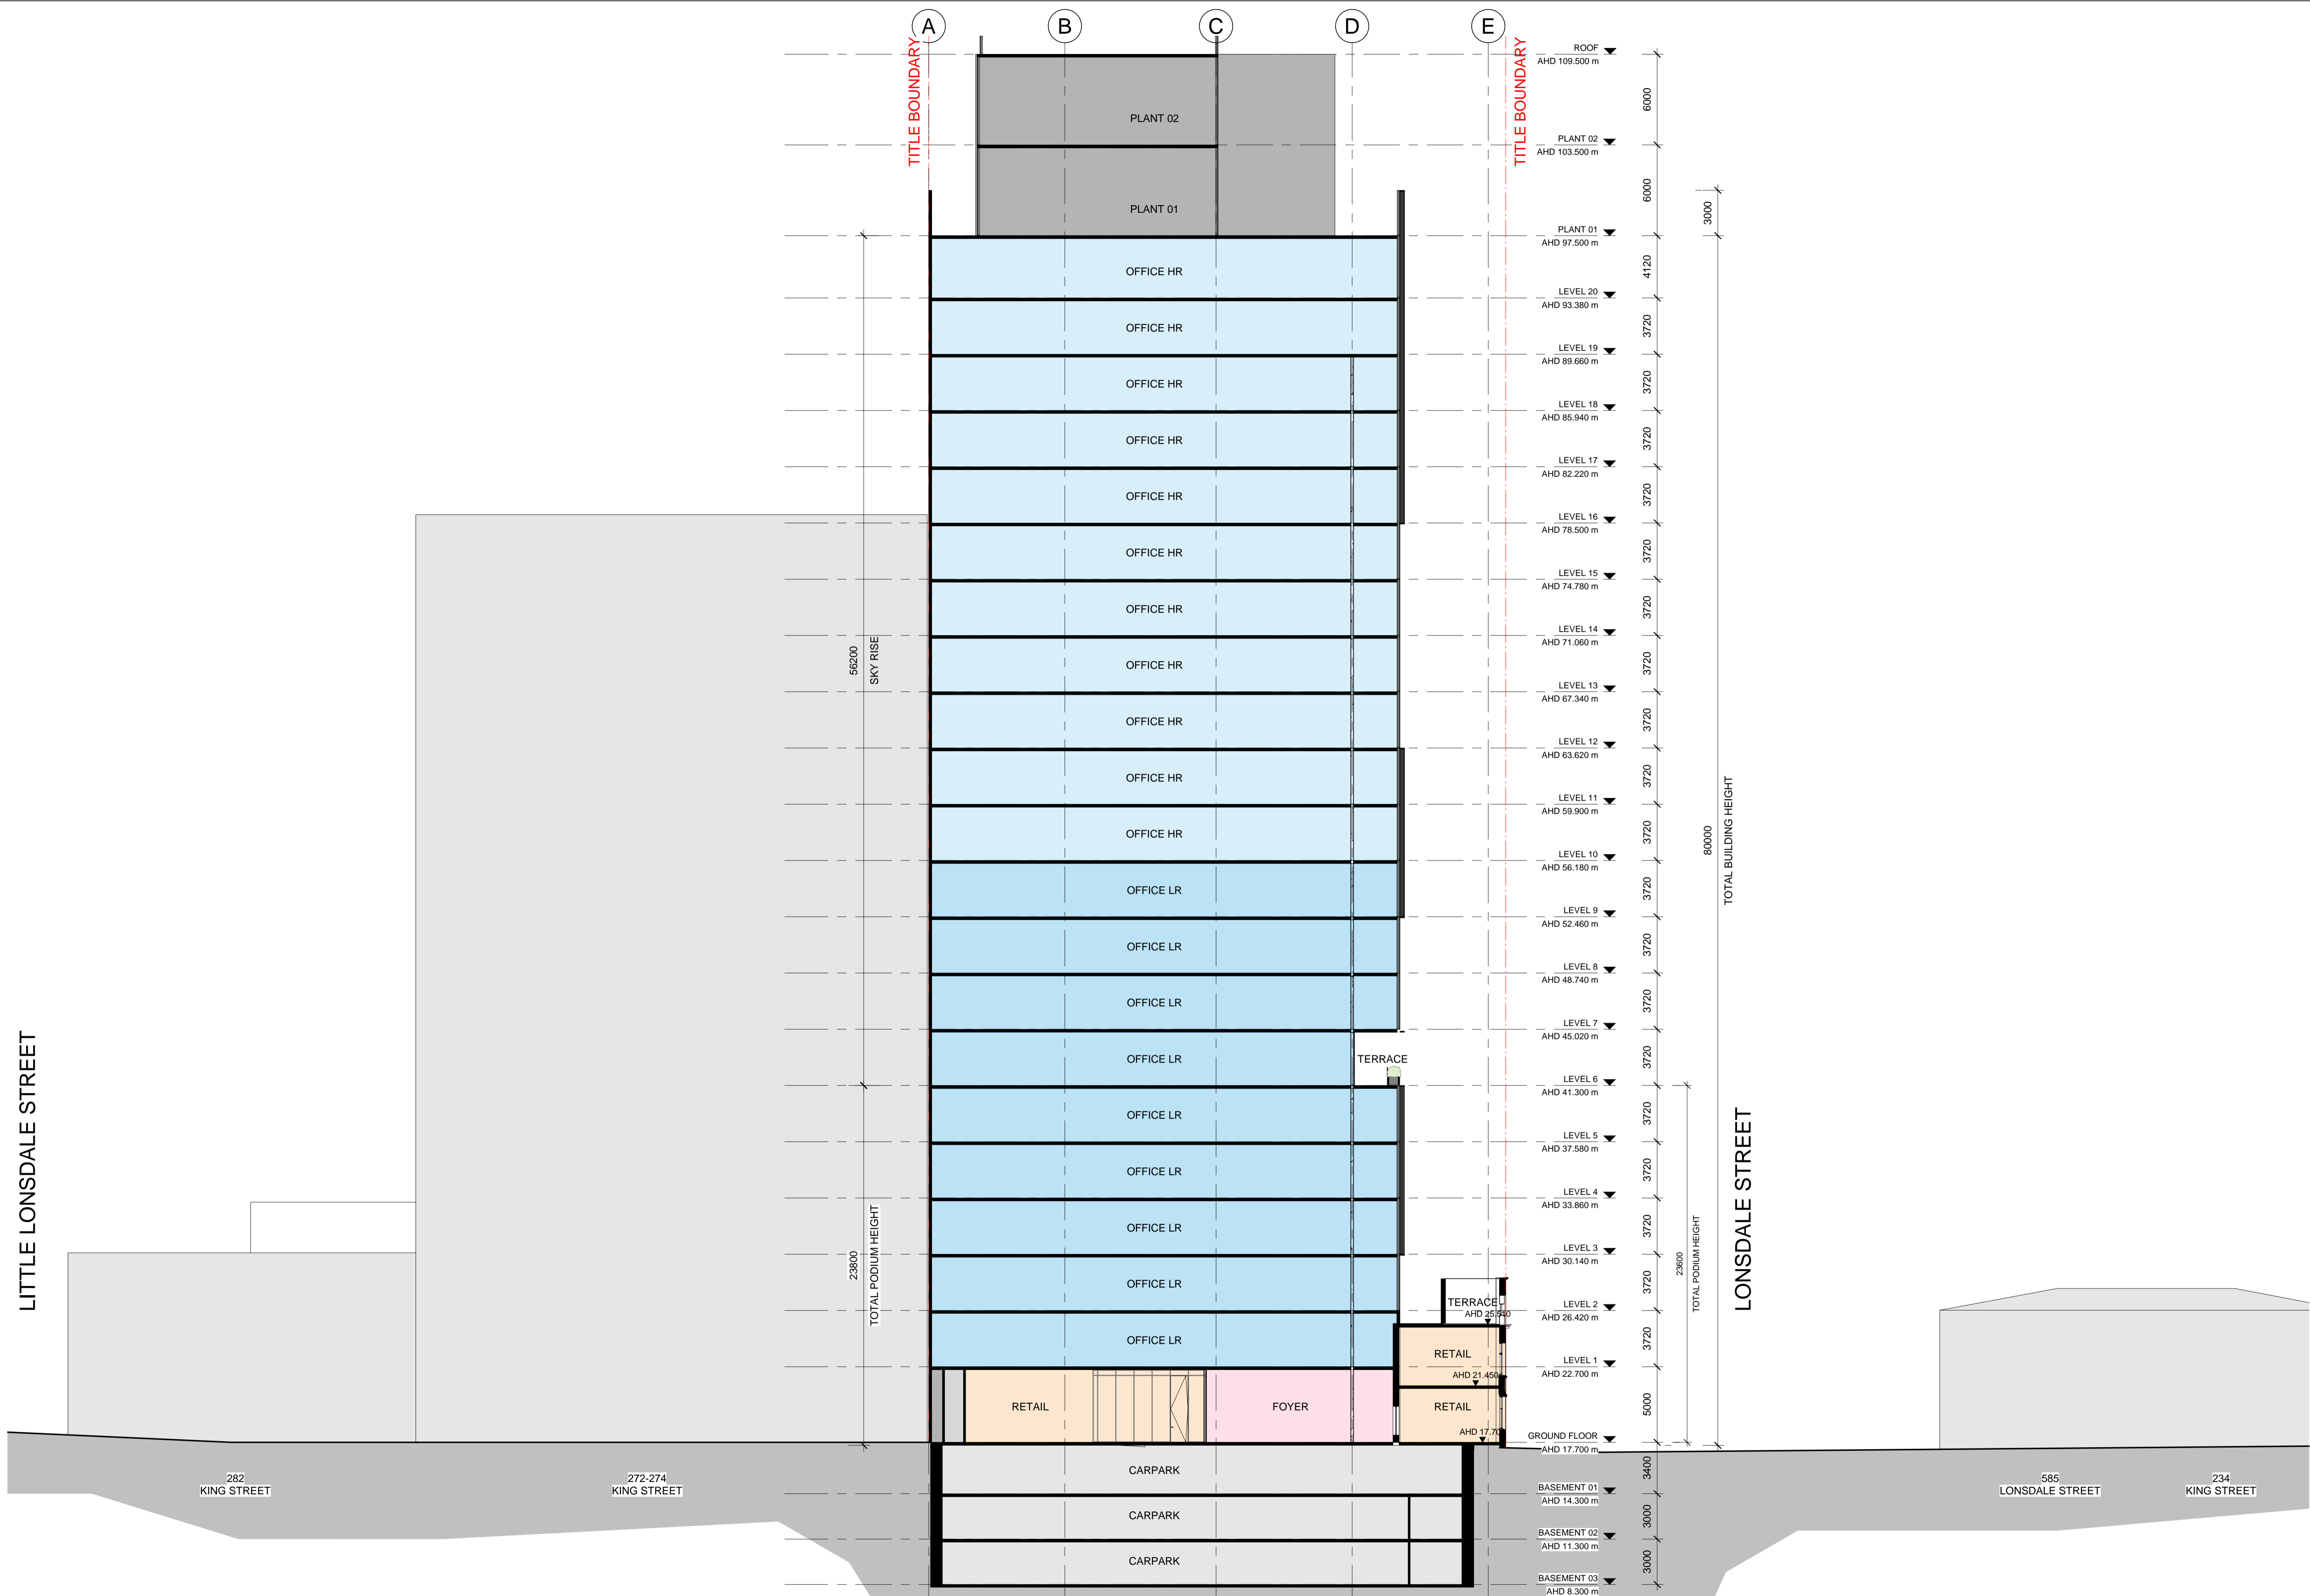 A
B
C
D
E
TITLE BOUNDARY
TITLE BOUNDARY
ROOF
AHD 109.500 m
6000
PLANT 02
PLANT 02
AHD 103.500 m
6000
3000
PLANT 01
PLANT 01
AHD 97.500 m
OFFICE HR
4120
LEVEL 20
AHD 93.380 m
OFFICE HR
3720
LEVEL 19
AHD 89.660 m
OFFICE HR
3720
LEVEL 18
AHD 85.940 m
OFFICE HR
3720
LEVEL 17
AHD 82.220 m
OFFICE HR
3720
LEVEL 16
AHD 78.500 m
OFFICE HR
3720
LEVEL 15
AHD 74.780 m
OFFICE HR
3720
LEVEL 14
AHD 71.060 m
56200
SKY RISE
OFFICE HR
3720
LEVEL 13
AHD 67.340 m
OFFICE HR
3720
LEVEL 12
AHD 63.620 m
OFFICE HR
3720
LEVEL 11
AHD 59.900 m
OFFICE HR
3720
80000
TOTAL BUILDING HEIGHT
LEVEL 10
AHD 56.180 m
OFFICE LR
3720
LEVEL 9
AHD 52.460 m
OFFICE LR
3720
LEVEL 8
AHD 48.740 m
OFFICE LR
3720
LEVEL 7
AHD 45.020 m
OFFICE LR
TERRACE
3720
LEVEL 6
AHD 41.300 m
OFFICE LR
3720
LEVEL 5
AHD 37.580 m
OFFICE LR
3720
LEVEL 4
AHD 33.860 m
OFFICE LR
3720
LITTLE LONSDALE STREET
LONSDALE STREET
23800
TOTAL PODIUM HEIGHT
23600
TOTAL PODIUM HEIGHT
LEVEL 3
AHD 30.140 m
OFFICE LR
3720
TERRACE
AHD 25.540
LEVEL 2
AHD 26.420 m
OFFICE LR
RETAIL
3720
LEVEL 1
AHD 22.700 m
AHD 21.450
RETAIL
FOYER
RETAIL
5000
AHD 17.70
GROUND FLOOR
AHD 17.700 m
282
KING STREET
272-274
KING STREET
CARPARK
3400
585
LONSDALE STREET
234
KING STREET
BASEMENT 01
AHD 14.300 m
CARPARK
3000
BASEMENT 02
AHD 11.300 m
CARPARK
3000
BASEMENT 03
AHD 8.300 m